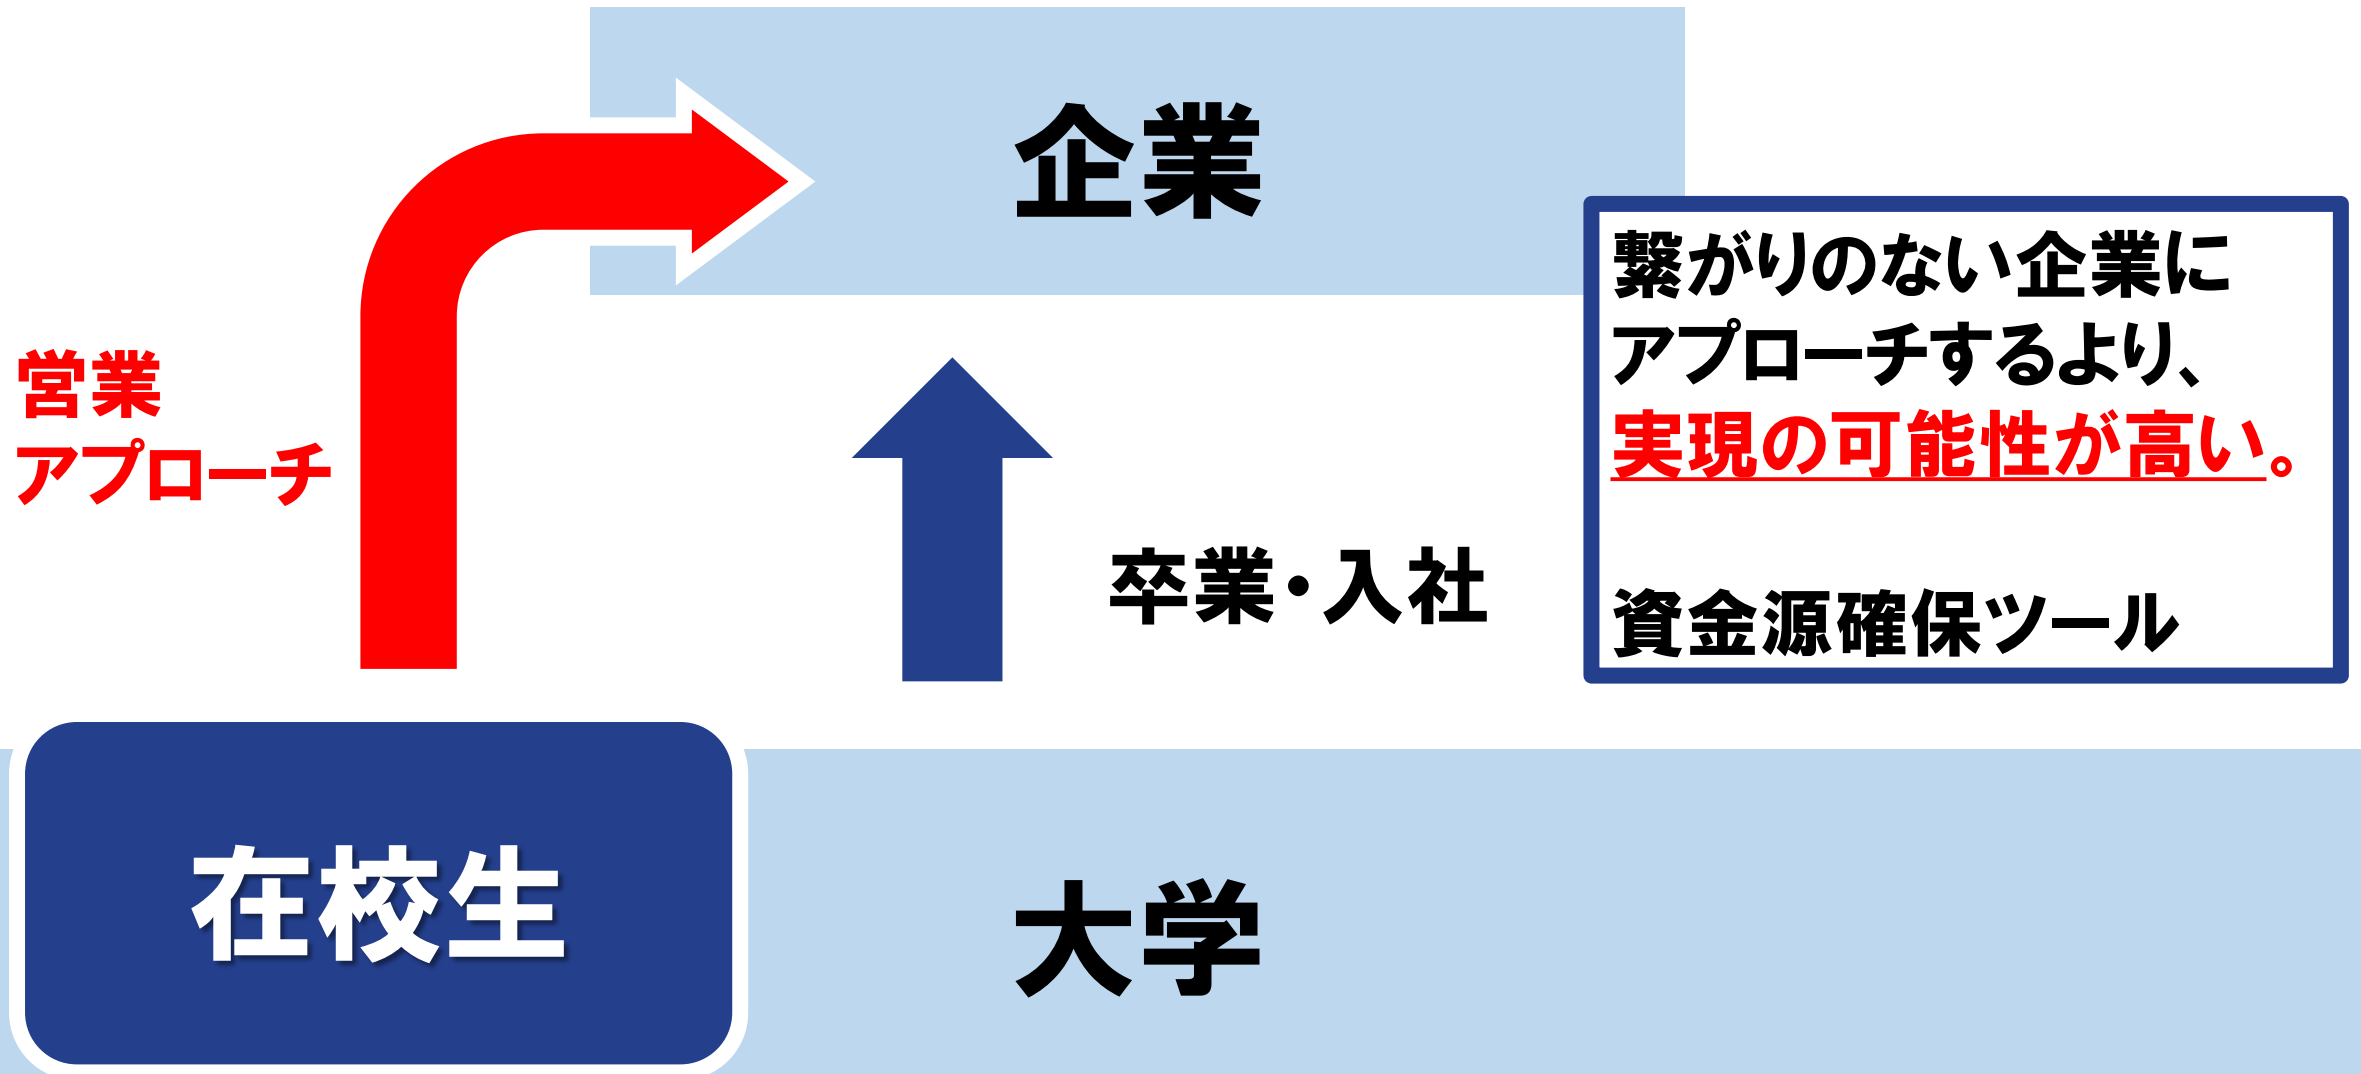 企業
繋がりのない企業に
アプローチするより、
実現の可能性が高い。
資金源確保ツール
営業
アプローチ
卒業・入社
在校生
大学